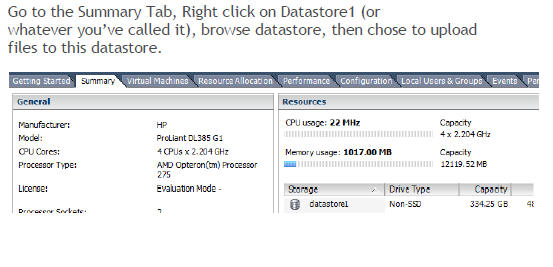 Go to the Summary Tab, Right click on Datastore1 (or
whatever you've called it), browse datastore, then chose to upload
files to this datastore.
Getting Started Summary Virtual Machines Resource Allocation Performance Configuration Local Users & Groups Events Per
General
Manufacturer: HP
Model: ProLiant DL385 G1
CPU Cores: 4 CPUs x 2.204 GHz
Processor Type: AMD Opteron(tm) Processor
275
License: Evaluation Mode -
Processor Sockets: 2
Resources
CPU usage: 22 MHz Capacity
4 x 2.204 GHz
Memory usage: 1017.00 MB Capacity
12119.52 MB
Storage Drive Type Capacity
datastore1 Non-SSD 334.25 GB 48